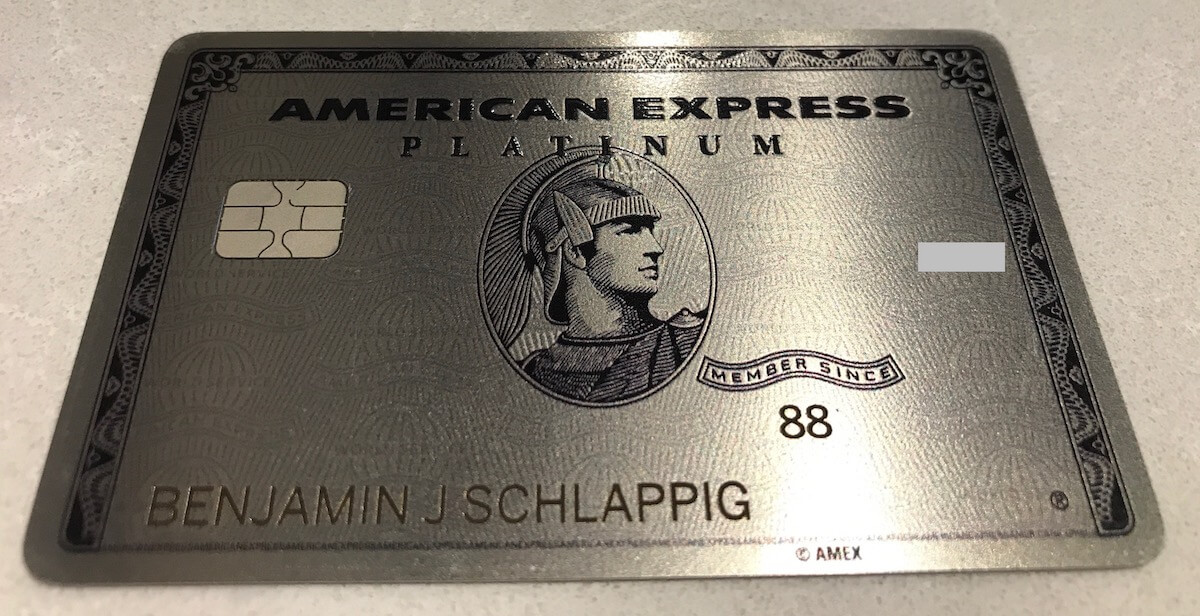 AMERICAN EXPRESS
PLATINUM
MEMBER SINCE
88
BENJAMIN J SCHLAPPIG
®
© AMEX